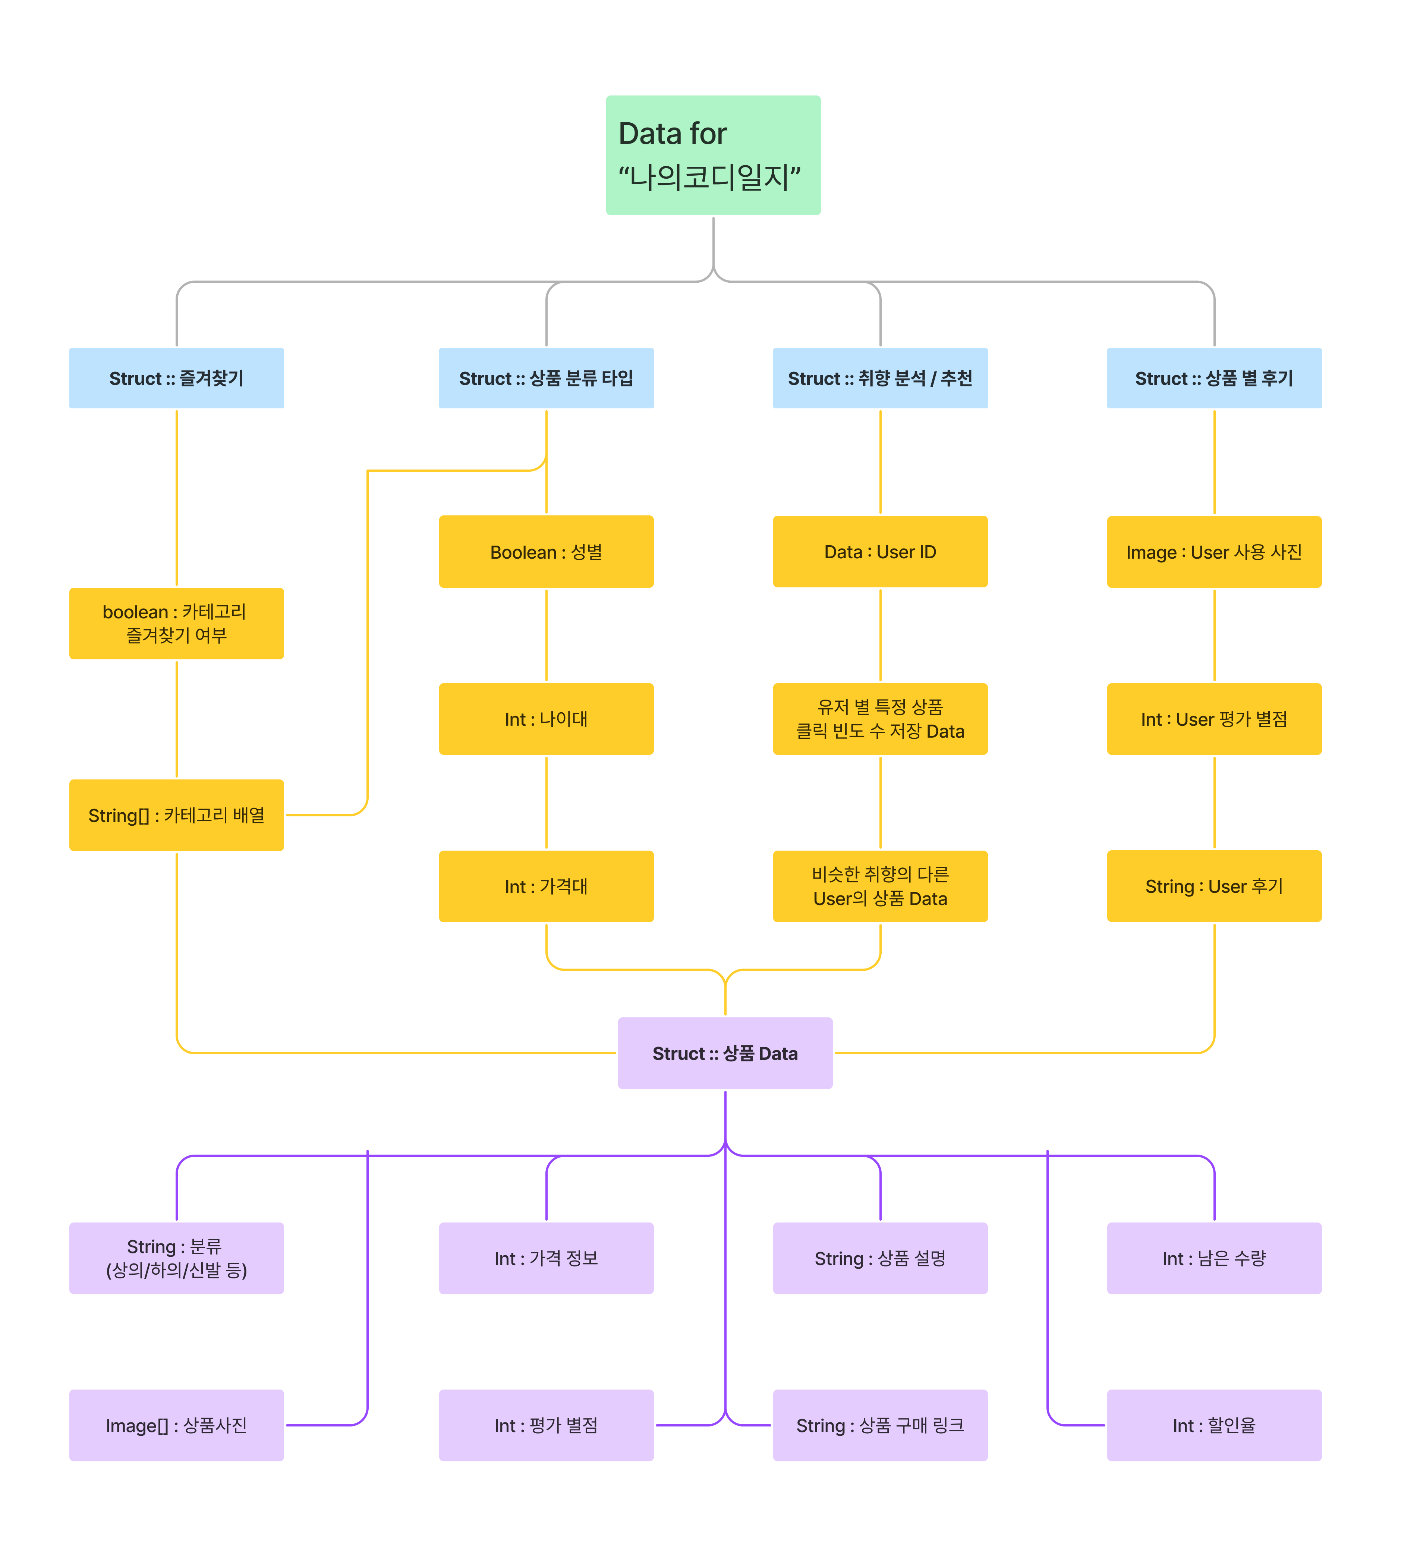 Data for
“나의코디일지”
Struct :: 즐겨찾기
Struct :: 상품 분류 타입
Struct :: 취향 분석 / 추천
Struct :: 상품 별 후기
Boolean : 성별
Data : User ID
Image : User 사용 사진
boolean : 카테고리
즐겨찾기 여부
Int : 나이대
유저 별 특정 상품
클릭 빈도 수 저장 Data
Int : User 평가 별점
String[] : 카테고리 배열
Int : 가격대
비슷한 취향의 다른
User의 상품 Data
String : User 후기
Struct :: 상품 Data
String : 분류
(상의/하의/신발 등)
Int : 가격 정보
String : 상품 설명
Int : 남은 수량
Image[] : 상품사진
Int : 평가 별점
String : 상품 구매 링크
Int : 할인율